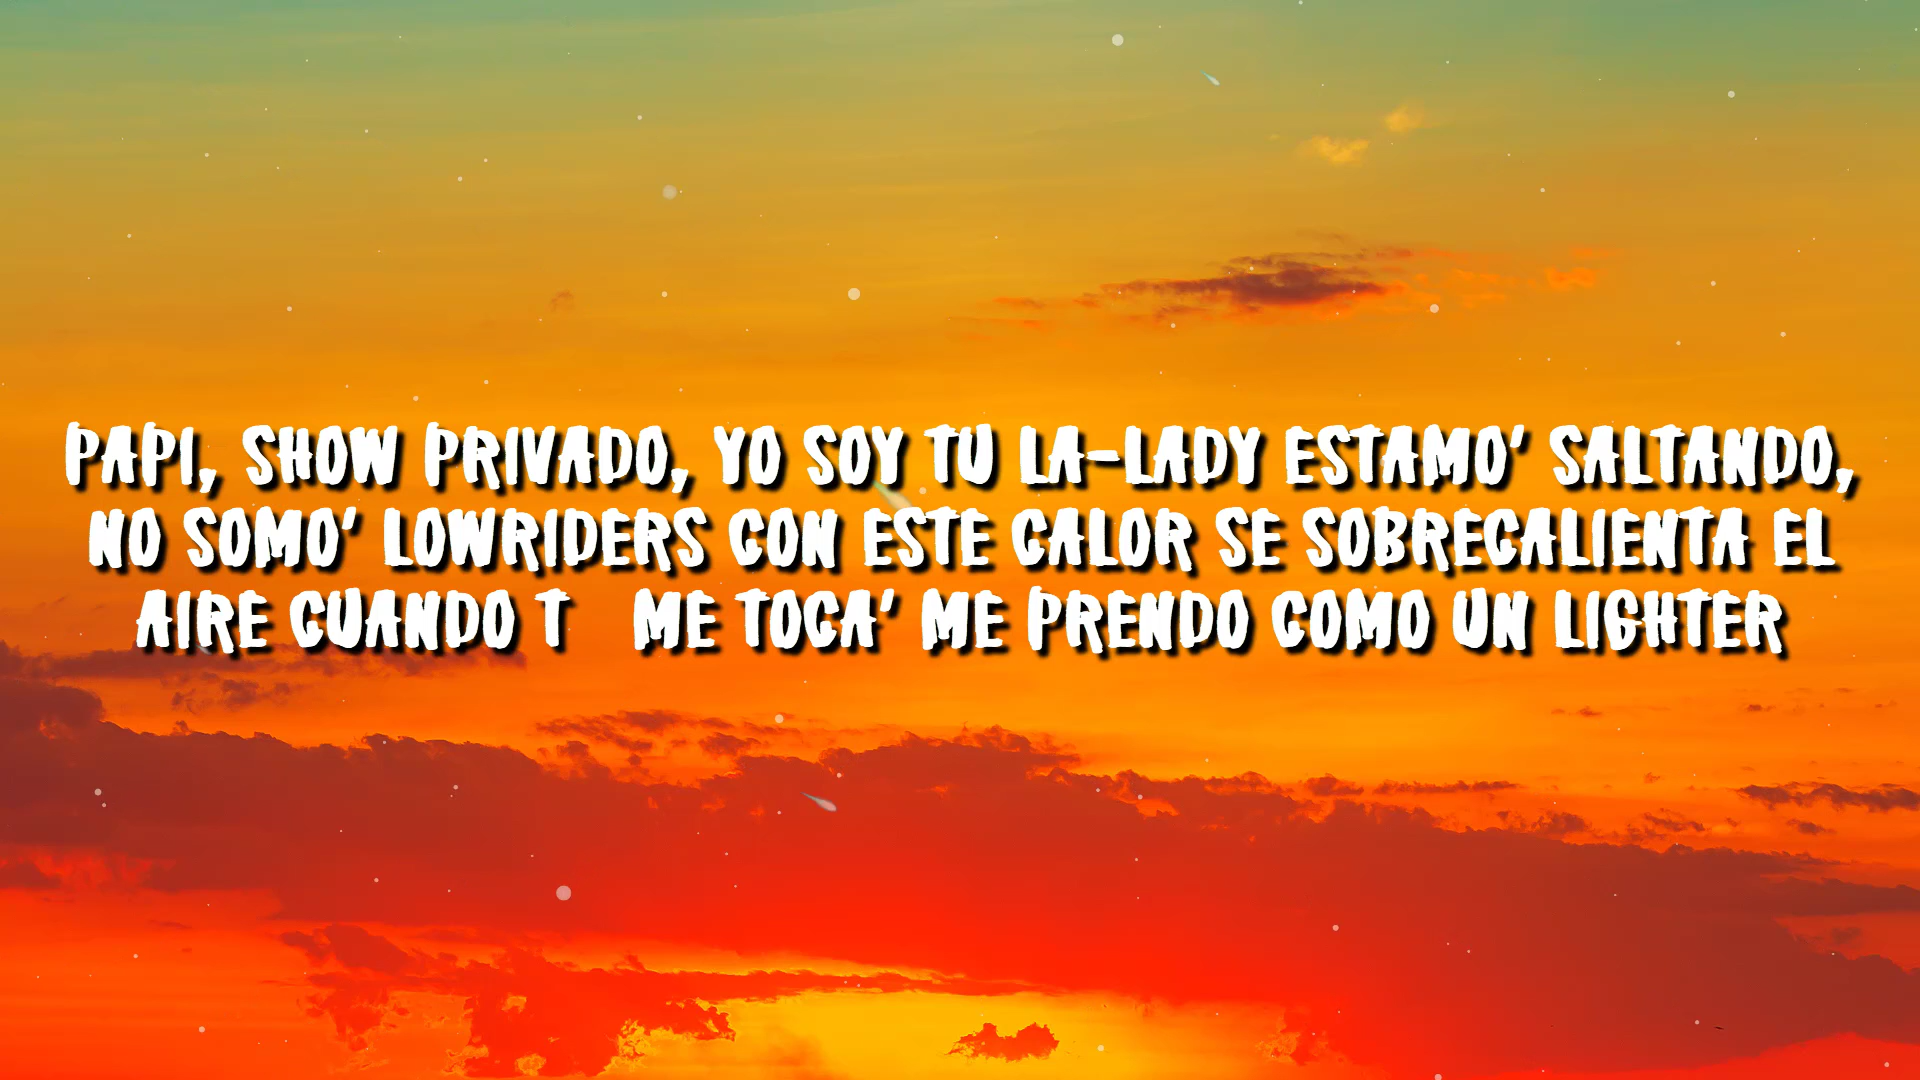 PAPI, SHOW PRIVADO, YO SOY TU LA-LADY ESTAMO' SALTANDO,
NO SOMO' LOWRIDERS CON ESTE CALOR SE SOBRECALIENTA EL
AIRE CUANDO T ME TOCA' ME PRENDO COMO UN LIGHTER